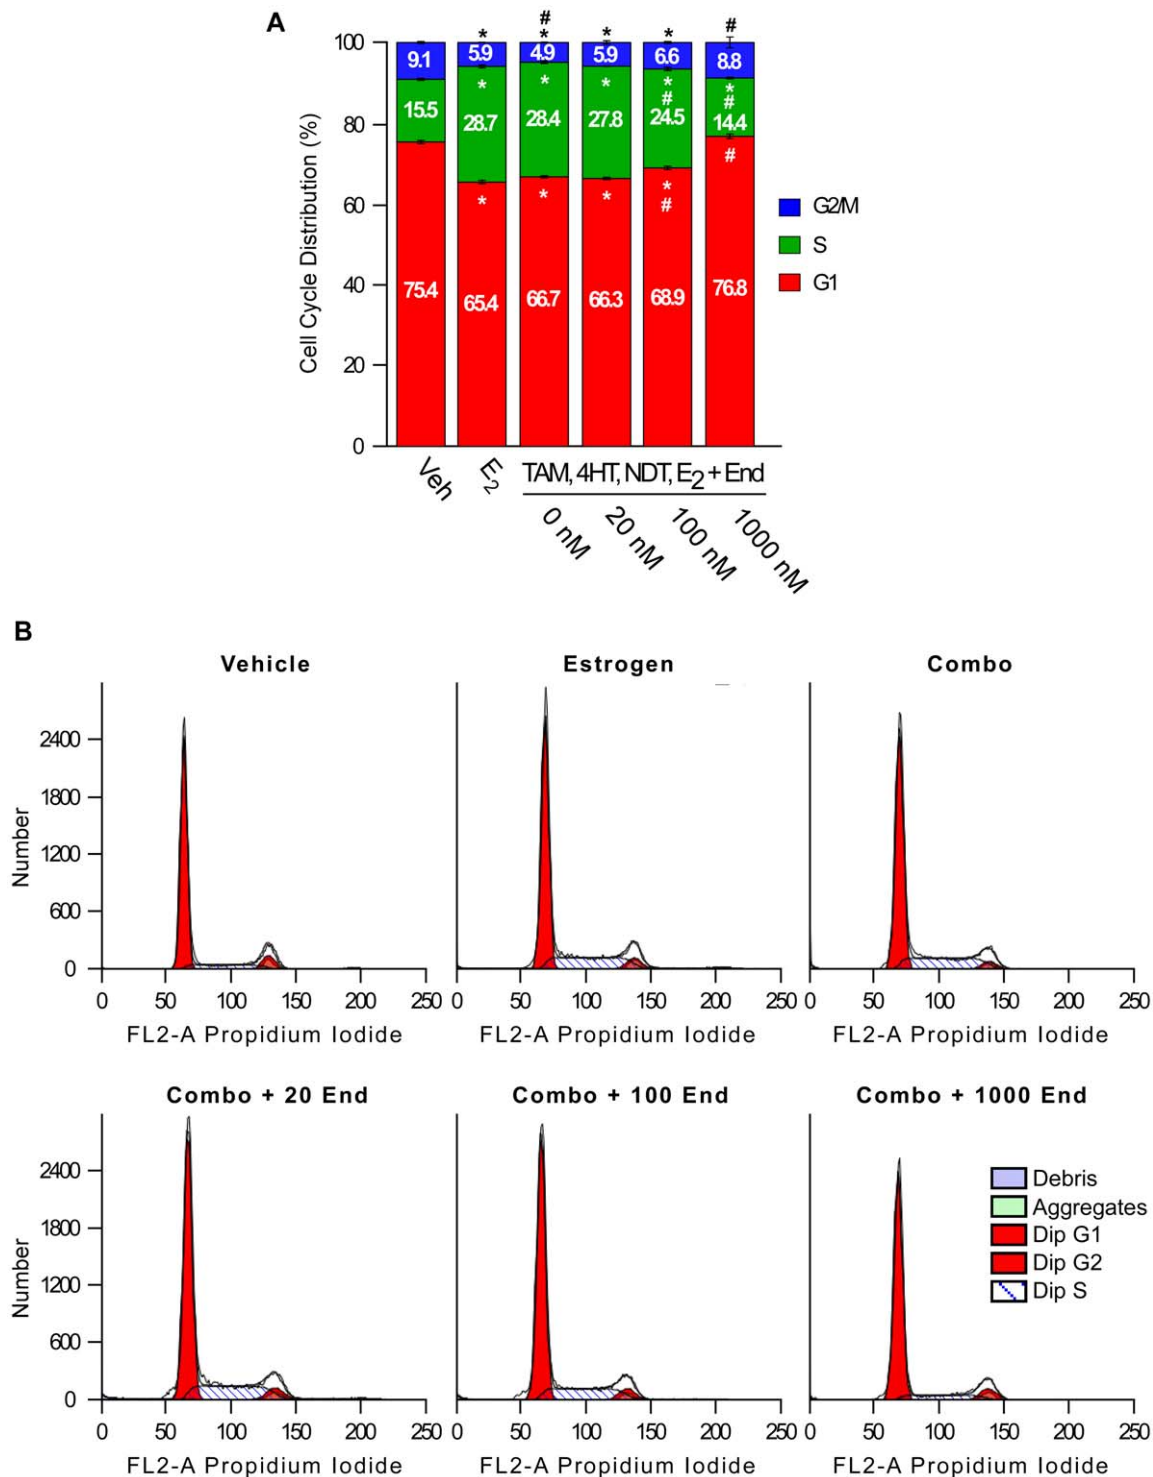 A
#
* * * * #
100
9.1 5.9 4.9 5.9 6.6 8.8
* * * * *
# #
15.5 28.7 28.4 27.8 24.5 14.4
80
#
* * * *
#
60
40
75.4 65.4 66.7 66.3 68.9 76.8
20
0
Cell Cycle Distribution (%)
G2/M
S
G1
Veh E2 TAM, 4HT, NDT, E2 + End
0 nM 20 nM 100 nM 1000 nM
B
Vehicle Estrogen Combo
2400
1800
1200
600
0
Number
0 50 100 150 200 250 0 50 100 150 200 250 0 50 100 150 200 250
FL2-A Propidium Iodide FL2-A Propidium Iodide FL2-A Propidium Iodide
Combo + 20 End Combo + 100 End Combo + 1000 End
2400
1800
1200
600
0
Number
Debris
Aggregates
Dip G1
Dip G2
Dip S
0 50 100 150 200 250 0 50 100 150 200 250 0 50 100 150 200 250
FL2-A Propidium Iodide FL2-A Propidium Iodide FL2-A Propidium Iodide